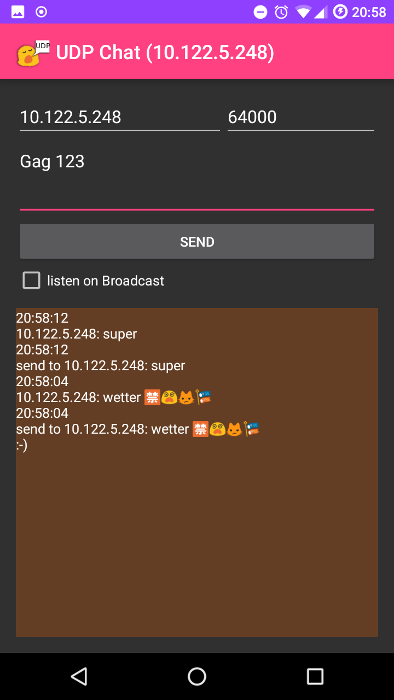 20:58
UDP
UDP Chat (10.122.5.248)
10.122.5.248 64000
Gag 123
SEND
listen on Broadcast
20:58:12
10.122.5.248: super
20:58:12
send to 10.122.5.248: super
20:58:04
10.122.5.248: wetter 🈲😵🐱🎏
20:58:04
send to 10.122.5.248: wetter 🈲😵🐱🎏
:-)